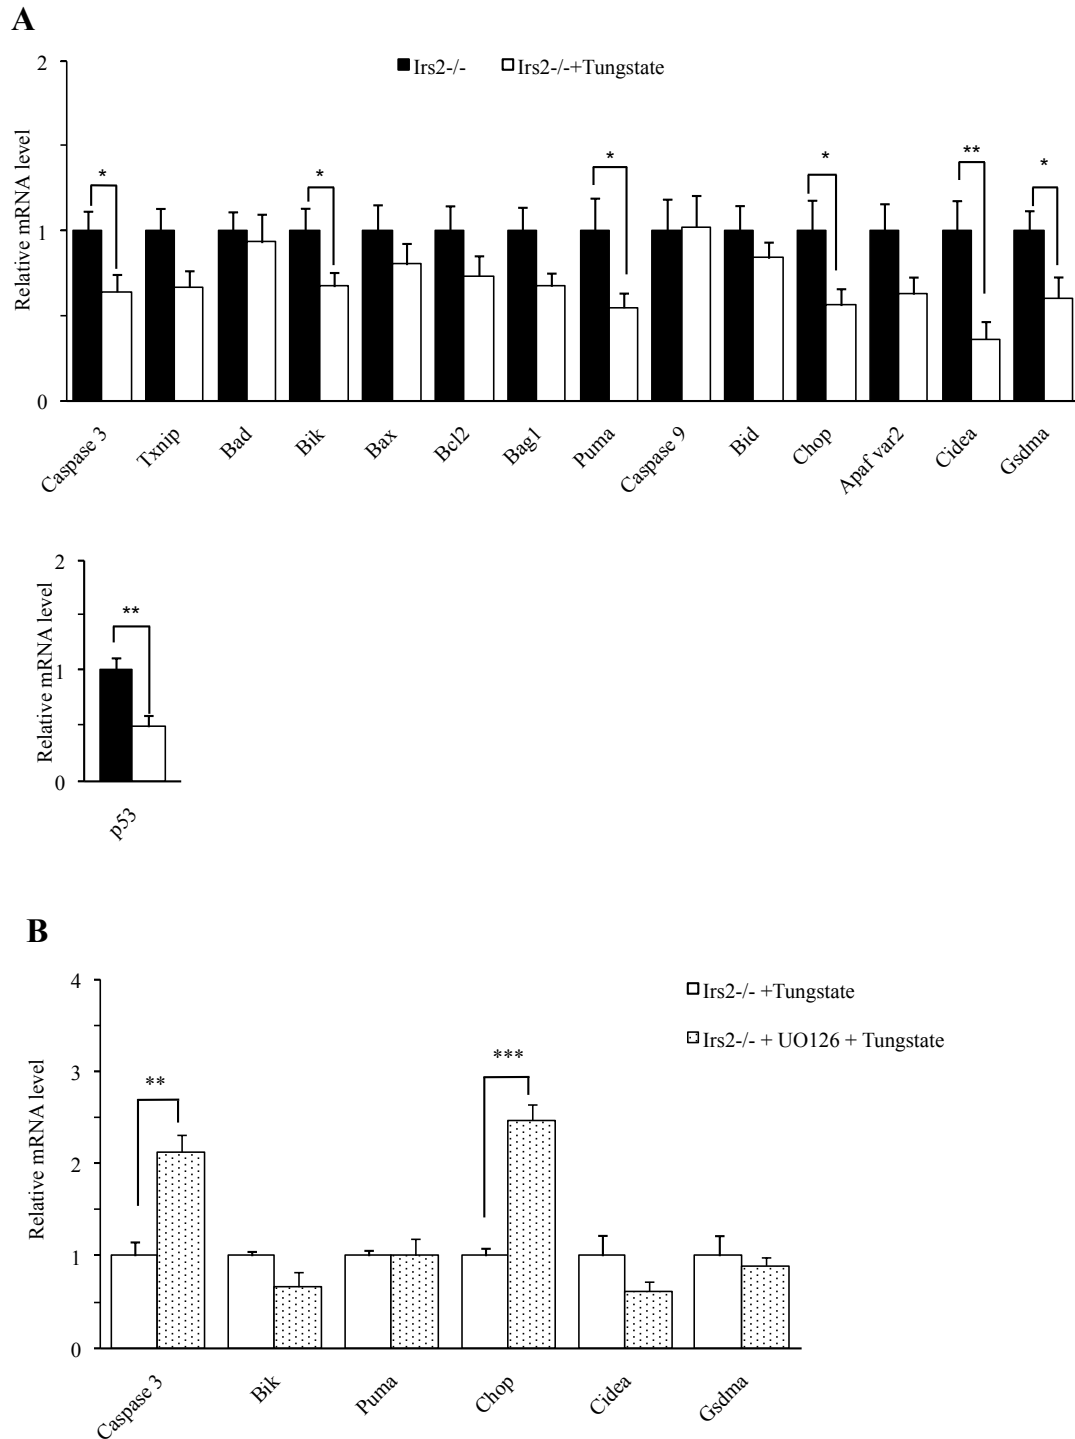 A
Irs2-/- Irs2-/-+Tungstate
Relative mRNA level
2
1
0
* * * * ** *
Caspase 3 Txnip Bad Bik Bax Bcl2 Bag1 Puma Caspase 9 Bid Chop Apaf var2 Cidea Gsdma
Relative mRNA level
2
1
0
**
p53
B
Irs2-/- +Tungstate
Irs2-/- + UO126 + Tungstate
Relative mRNA level
4
3
2
1
0
** ***
Caspase 3 Bik Puma Chop Cidea Gsdma